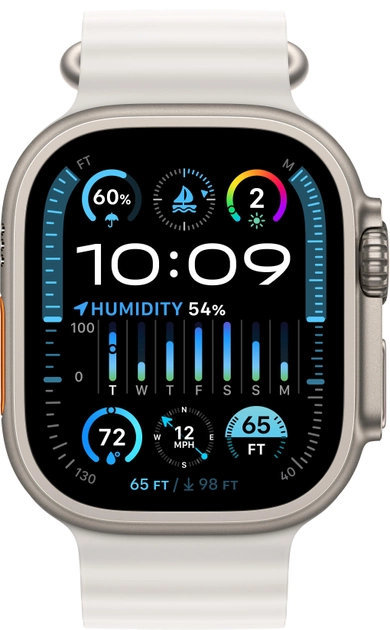 FT
M
60%
2
10:09
HUMIDITY 54%
100
0
T W T F S S M
72
N
W 12 E
MPH
S
65
FT
130
40
65 FT / ↓ 98 FT